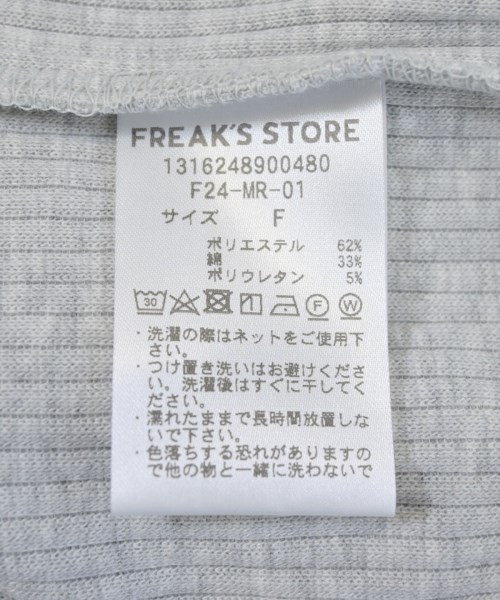 FREAK'S STORE
1316248900480
F24-MR-01
サイズ F
ポリエステル 62%
綿 33%
ポリウレタン 5%
30 F W
・洗濯の際はネットをご使用下
さい。
・つけ置き洗いはお避けくださ
い。洗濯後はすぐに干してく
ださい。
・濡れたままで長時間放置しな
いで下さい。
・色落ちする恐れがありますの
で他の物と一緒に洗わないで